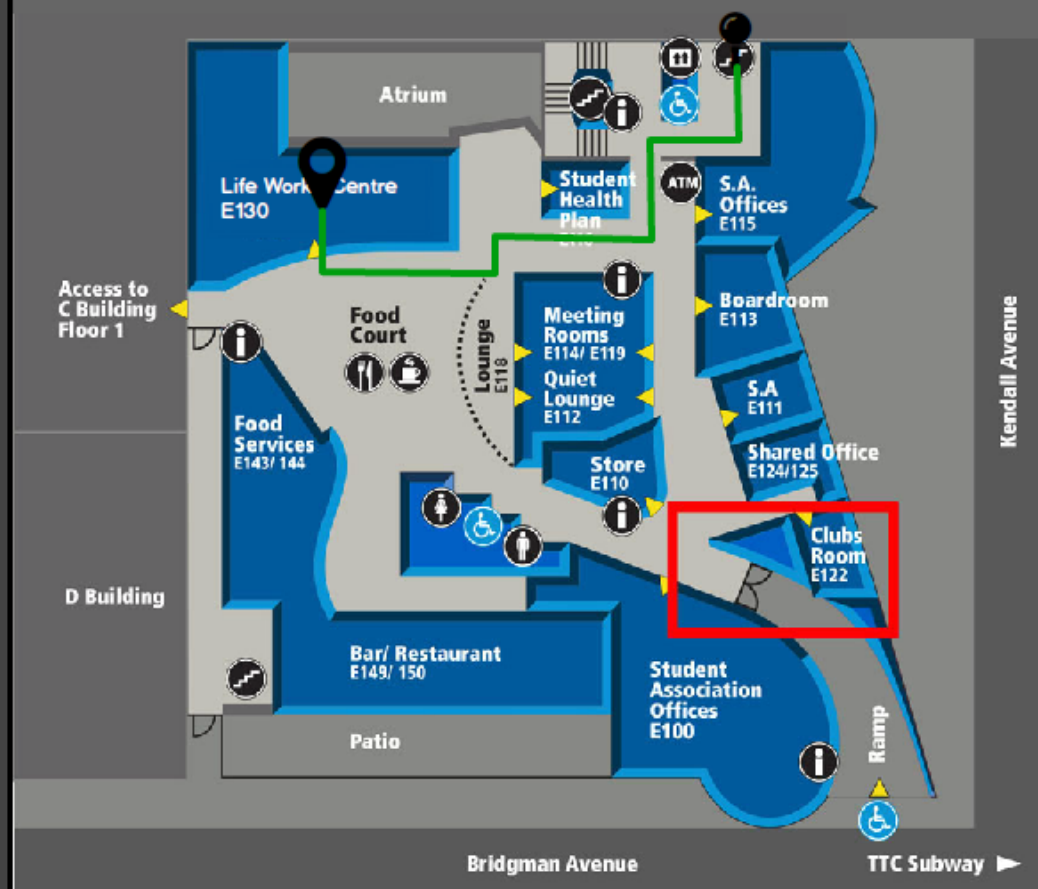 Atrium
Life Work Centre
E130
Student
Health
Plan
ATM
S.A.
Offices
E115
Access to
C Building
Floor 1
Food
Court
Lounge
E118
Meeting
Rooms
E114/ E119
Quiet
Lounge
E112
Boardroom
E113
S.A
E111
Kendall Avenue
Food
Services
E143/ 144
Store
E110
Shared Office
E124/125
Clubs
Room
E122
D Building
Bar/ Restaurant
E149/ 150
Student
Association
Offices
E100
Patio
Ramp
Bridgman Avenue
TTC Subway